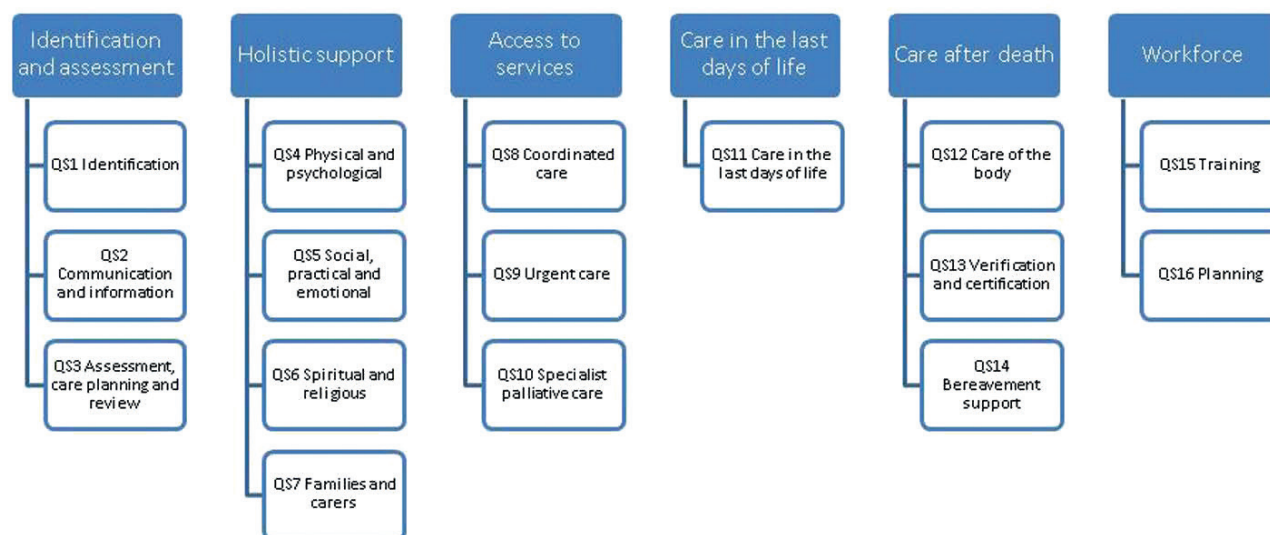 Identification
and assessment
QS1 Identification
QS2
Communication
and information
QS3 Assessment,
care planning and
review
Holistic support
QS4 Physical and
psychological
QS5 Social,
practical and
emotional
QS6 Spiritual and
religious
QS7 Families and
carers
Access to
services
QS8 Coordinated
care
QS9 Urgent care
QS10 Specialist
palliative care
Care in the last
days of life
QS11 Care in the
last days of life
Care after death
QS12 Care of the
body
QS13 Verification
and certification
QS14
Bereavement
support
Workforce
QS15 Training
QS16 Planning